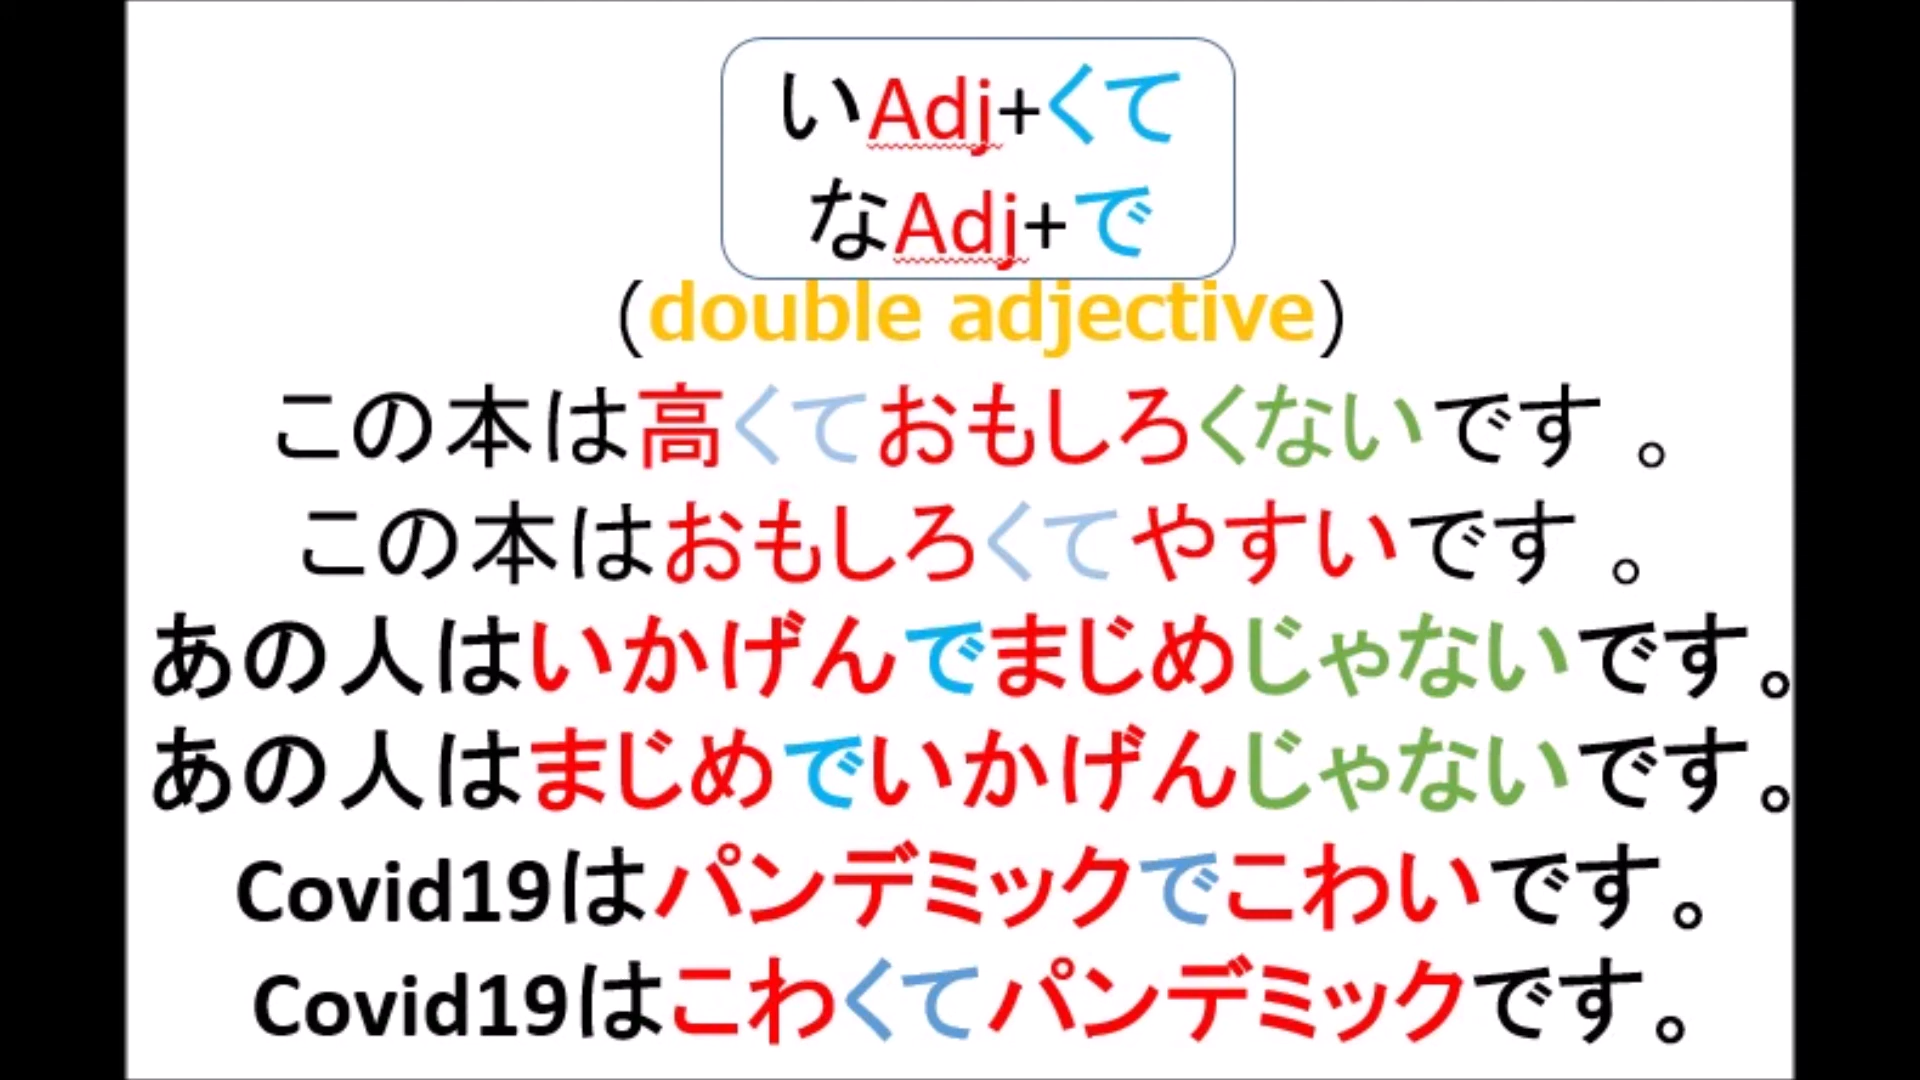 いAdj+くて
なAdj+で
(double adjective)
この本は高くておもしろくないです。
この本はおもしろくてやすいです。
あの人はいかげんでまじめじゃないです。
あの人はまじめでいかげんじゃないです。
Covid19はパンデミックでこわいです。
Covid19はこわくてパンデミックです。